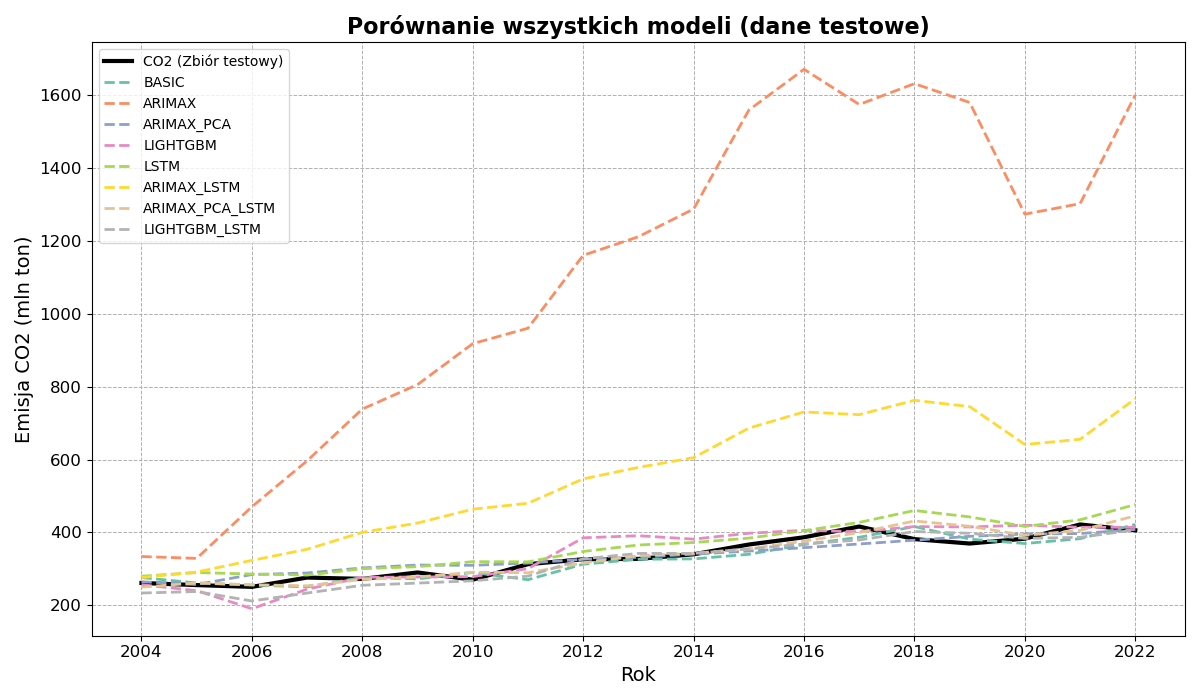 Porównanie wszystkich modeli (dane testowe)
CO2 (Zbiór testowy)
BASIC
ARIMAX
ARIMAX_PCA
LIGHTGBM
LSTM
ARIMAX_LSTM
ARIMAX_PCA_LSTM
LIGHTGBM_LSTM
Emisja CO2 (mln ton)
1600
1400
1200
1000
800
600
400
200
2004 2006 2008 2010 2012 2014 2016 2018 2020 2022
Rok